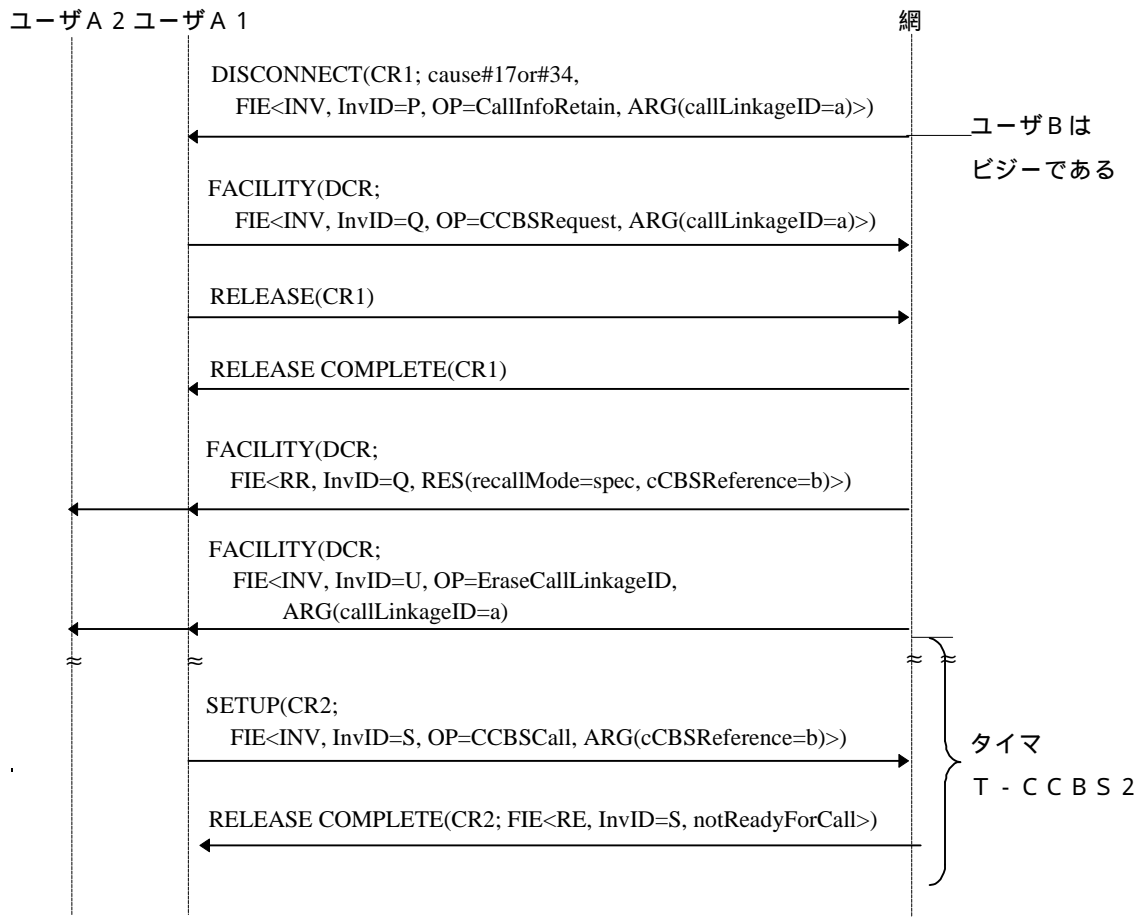 ユーザA２ユーザA１
網
DISCONNECT(CR1; cause#17or#34,
FIE<INV, InvID=P, OP=CallInfoRetain, ARG(callLinkageID=a)>)
ユーザBは
ビジーである
FACILITY(DCR;
FIE<INV, InvID=Q, OP=CCBSRequest, ARG(callLinkageID=a)>)
RELEASE(CR1)
RELEASE COMPLETE(CR1)
FACILITY(DCR;
FIE<RR, InvID=Q, RES(recallMode=spec, cCBSReference=b)>)
FACILITY(DCR;
FIE<INV, InvID=U, OP=EraseCallLinkageID,
ARG(callLinkageID=a)
≈ ≈ ≈ ≈
SETUP(CR2;
FIE<INV, InvID=S, OP=CCBSCall, ARG(cCBSReference=b)>)
タイマ
T‐CCBS２
RELEASE COMPLETE(CR2; FIE<RE, InvID=S, notReadyForCall>)